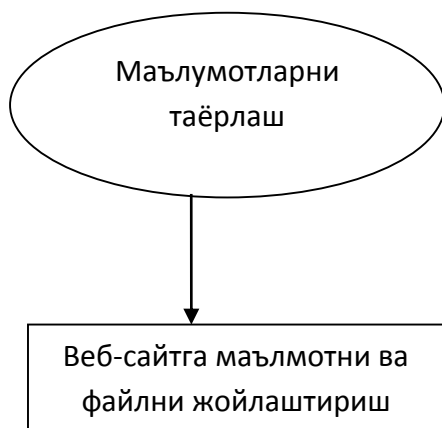 Маълумотларни
таёрлаш
Веб-сайтга маълмотни ва
файлни жойлаштириш